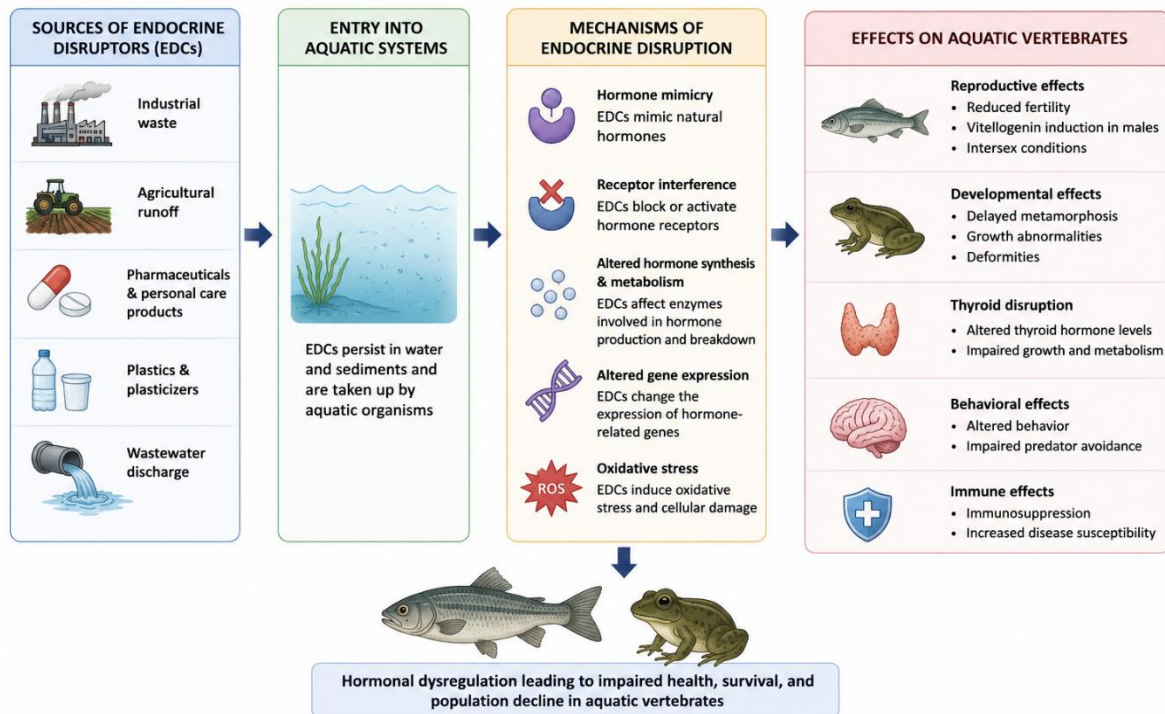 SOURCES OF ENDOCRINE
DISRUPTORS (EDCs)
Industrial
waste
Agricultural
runoff
Pharmaceuticals
& personal care
products
Plastics &
plasticizers
Wastewater
discharge
ENTRY INTO
AQUATIC SYSTEMS
EDCs persist in water
and sediments and
are taken up by
aquatic organisms
MECHANISMS OF
ENDOCRINE DISRUPTION
Hormone mimicry
EDCs mimic natural
hormones
Receptor interference
EDCs block or activate
hormone receptors
Altered hormone synthesis
& metabolism
EDCs affect enzymes
involved in hormone
production and breakdown
Altered gene expression
EDCs change the
expression of hormone-
related genes
ROS
Oxidative stress
EDCs induce oxidative
stress and cellular damage
EFFECTS ON AQUATIC VERTEBRATES
Reproductive effects
• Reduced fertility
• Vitellogenin induction in males
• Intersex conditions
Developmental effects
• Delayed metamorphosis
• Growth abnormalities
• Deformities
Thyroid disruption
• Altered thyroid hormone levels
• Impaired growth and metabolism
Behavioral effects
• Altered behavior
• Impaired predator avoidance
Immune effects
• Immunosuppression
• Increased disease susceptibility
Hormonal dysregulation leading to impaired health, survival, and
population decline in aquatic vertebrates